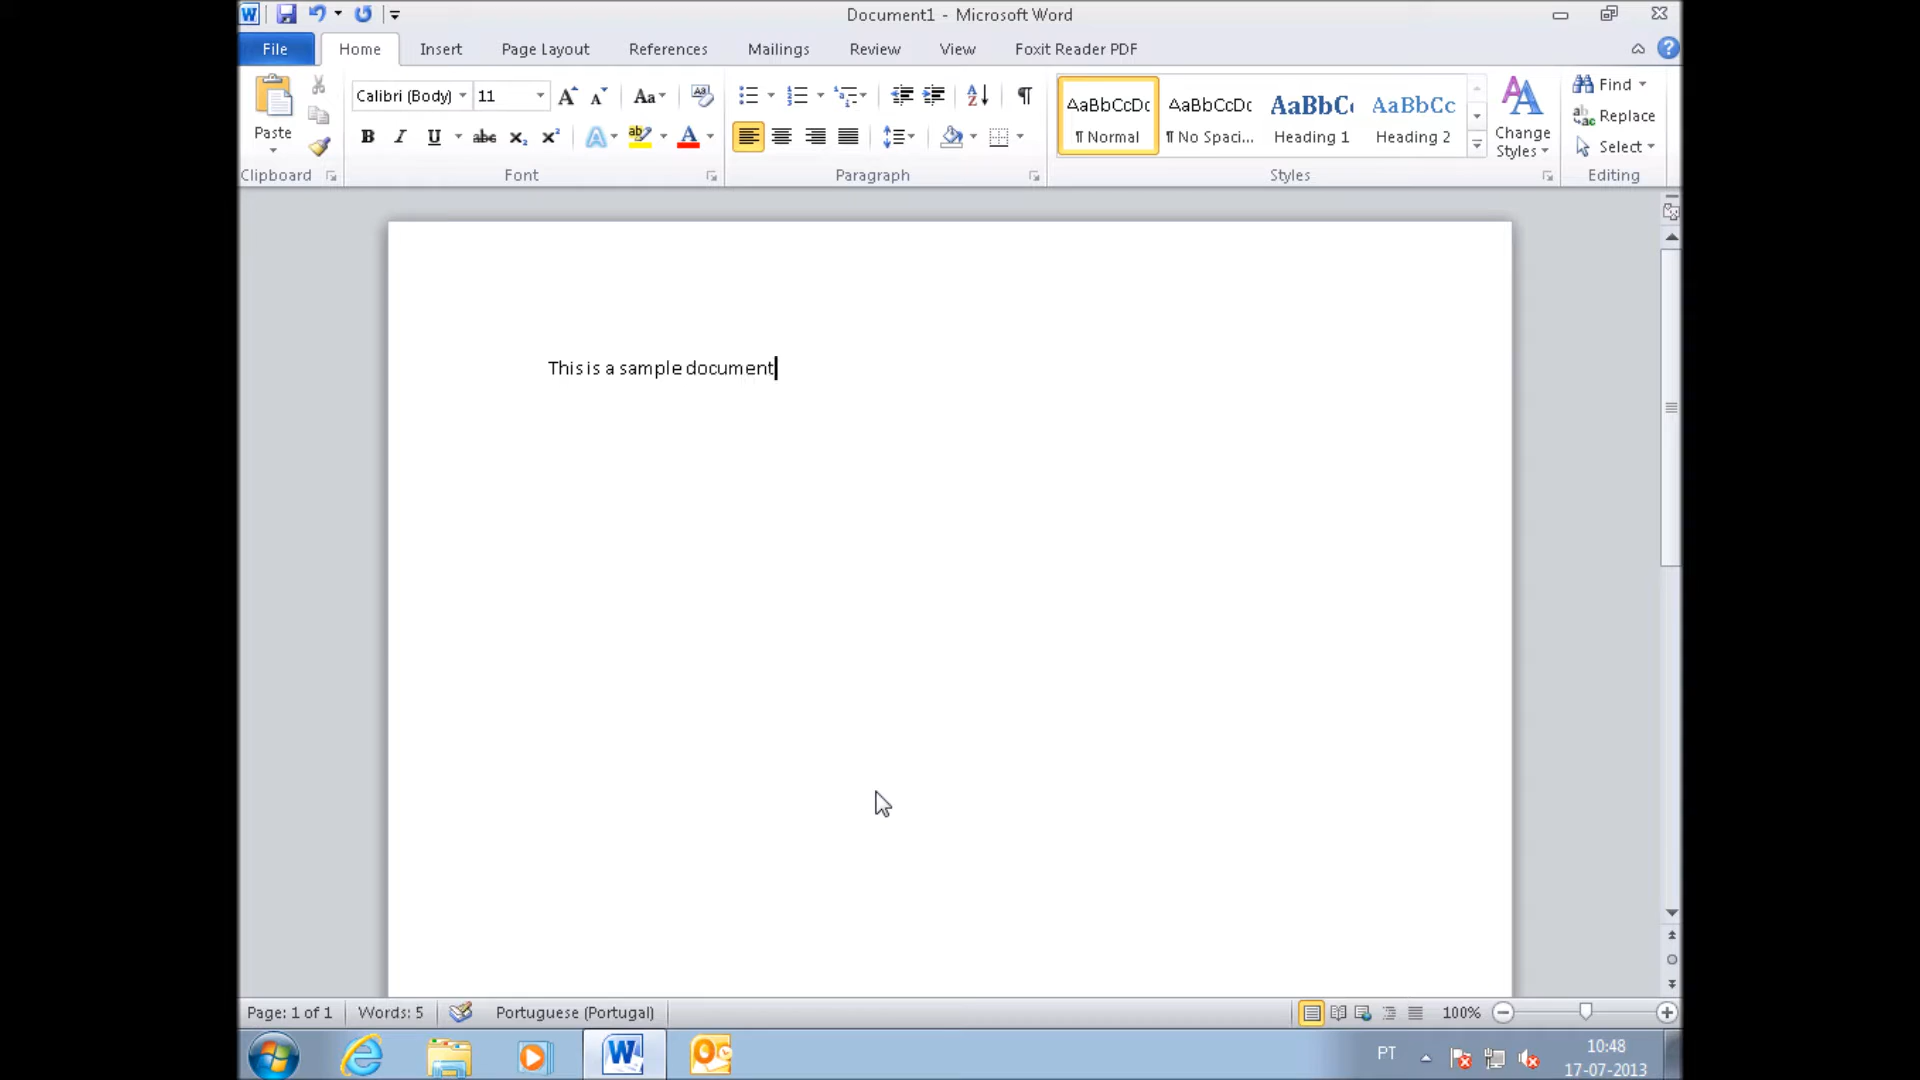 Document1 - Microsoft Word
File Home Insert Page Layout References Mailings Review View Foxit Reader PDF
Calibri (Body) 11 Aa
AaBbCcDc AaBbCcDc AaBbC AaBbCc
Find
Replace
Select
Paste
¶ Normal ¶ No Spaci... Heading 1 Heading 2
Change
Styles
Clipboard Font Paragraph Styles Editing
This is a sample document
Page: 1 of 1 Words: 5 Portuguese (Portugal) 100%
PT 10:48
17-07-2013